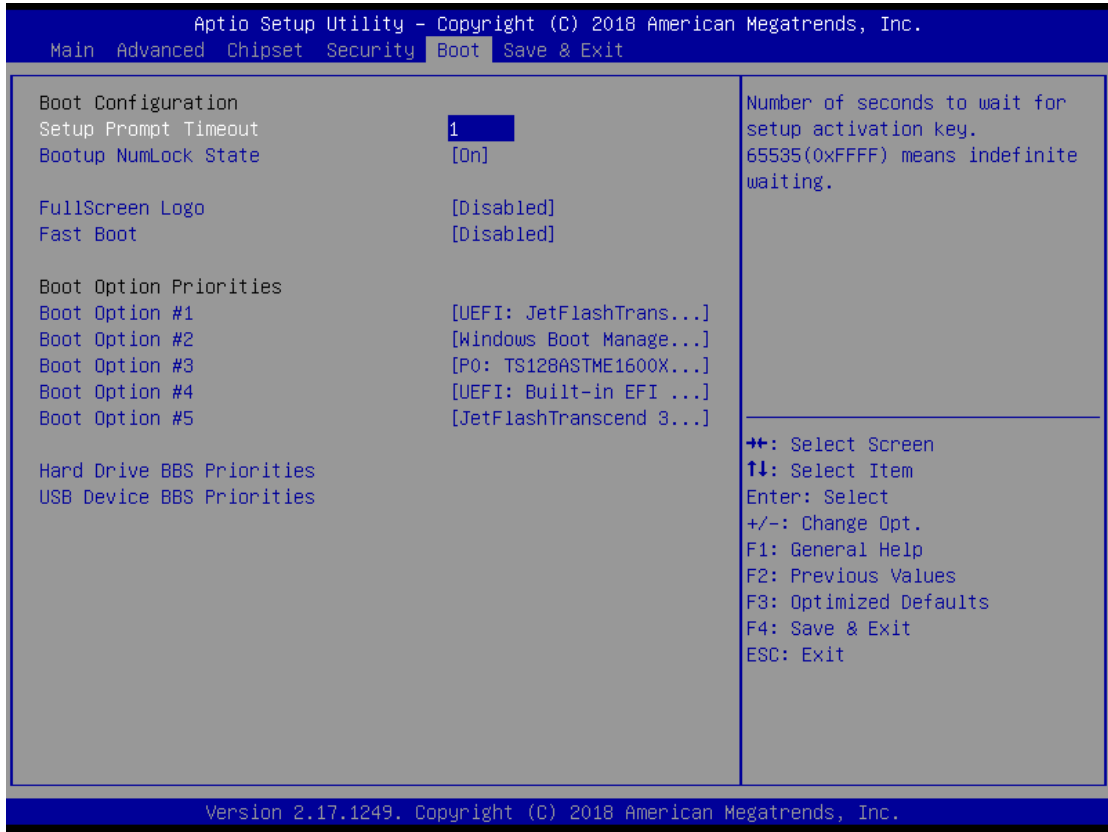 Aptio Setup Utility – Copyright (C) 2018 American Megatrends, Inc.
Main Advanced Chipset Security Boot Save & Exit
Boot Configuration
Setup Prompt Timeout 1
Bootup NumLock State [On]
FullScreen Logo [Disabled]
Fast Boot [Disabled]
Boot Option Priorities
Boot Option #1 [UEFI: JetFlashTrans...]
Boot Option #2 [Windows Boot Manage...]
Boot Option #3 [P0: TS128ASTME1600X...]
Boot Option #4 [UEFI: Built-in EFI ...]
Boot Option #5 [JetFlashTranscend 3...]
Hard Drive BBS Priorities
USB Device BBS Priorities
Number of seconds to wait for
setup activation key.
65535(0xFFFF) means indefinite
waiting.
→←: Select Screen
↑↓: Select Item
Enter: Select
+/-: Change Opt.
F1: General Help
F2: Previous Values
F3: Optimized Defaults
F4: Save & Exit
ESC: Exit
Version 2.17.1249. Copyright (C) 2018 American Megatrends, Inc.